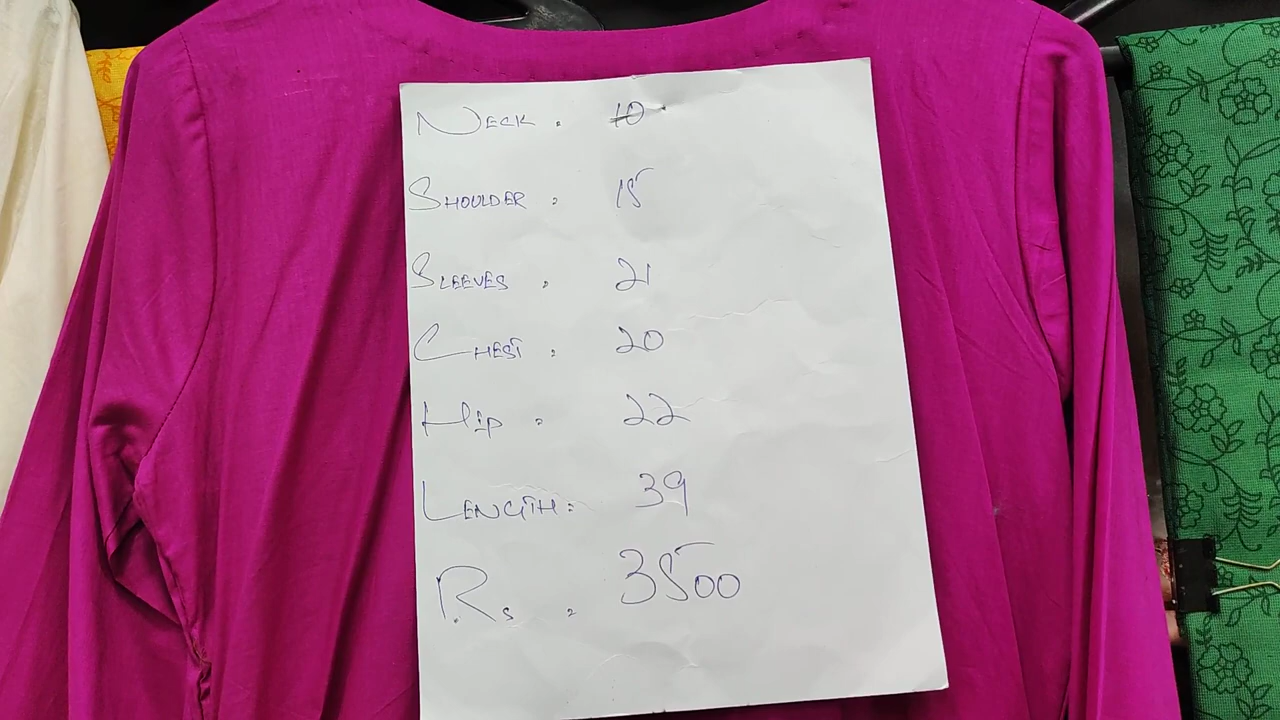 NECK : 10
SHOULDER : 15
SLEEVES : 21
CHEST : 20
HIP : 22
LENGTH : 39
Rs : 3500